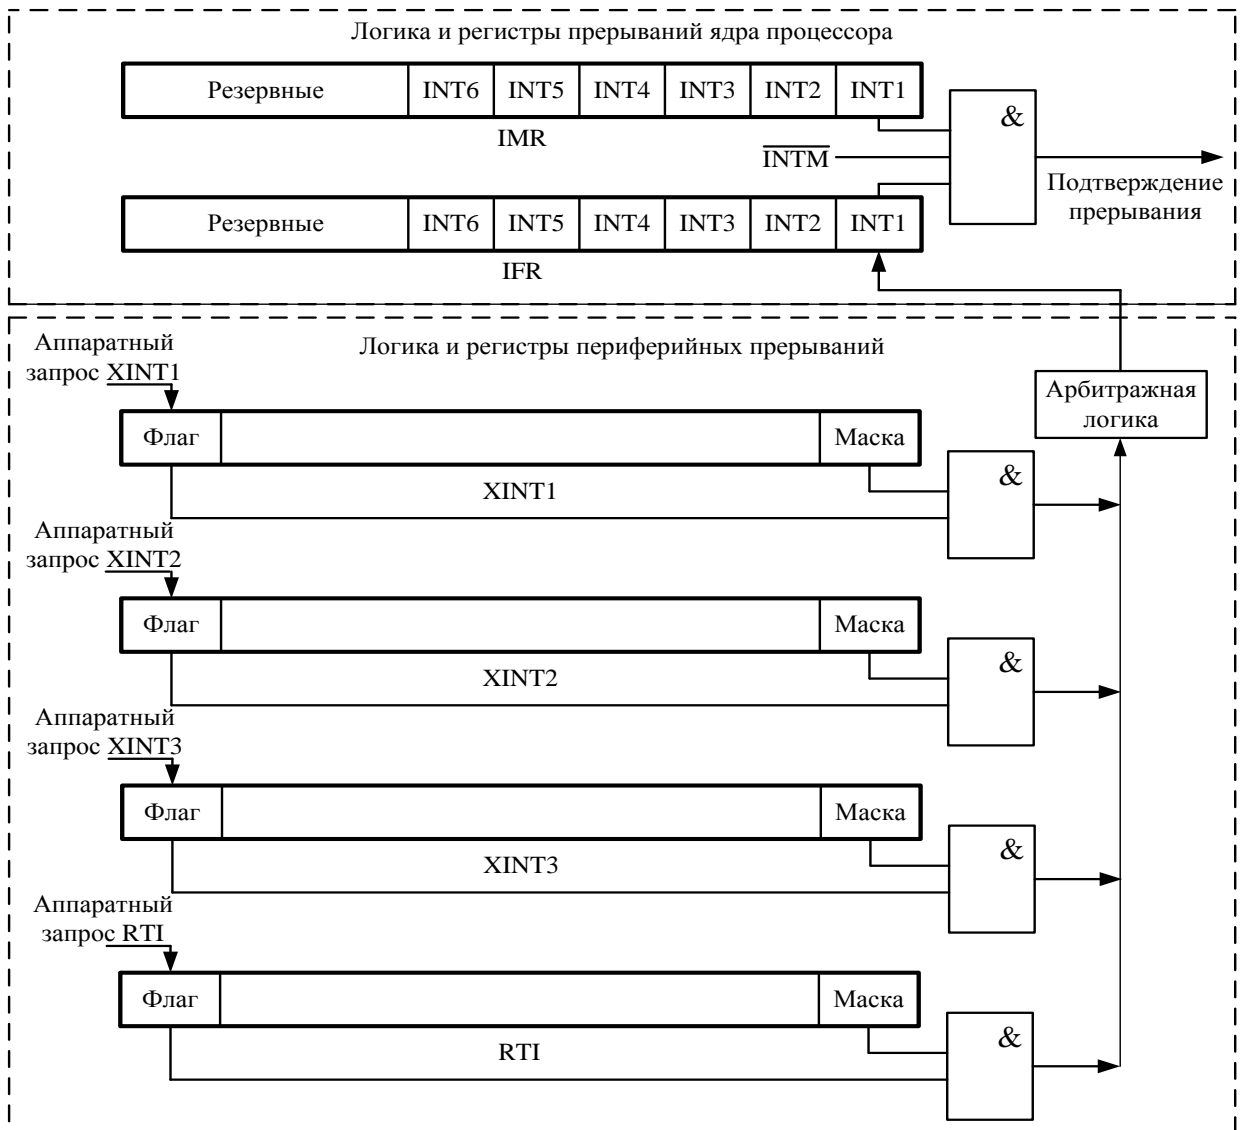 Логика и регистры прерываний ядра процессора
Резервные INT6 INT5 INT4 INT3 INT2 INT1
IMR
&
INTM
Подтверждение
прерывания
Резервные INT6 INT5 INT4 INT3 INT2 INT1
IFR
Логика и регистры периферийных прерываний
Аппаратный
запрос XINT1
Арбитражная
логика
Флаг Маска
XINT1
&
Аппаратный
запрос XINT2
Флаг Маска
XINT2
&
Аппаратный
запрос XINT3
Флаг Маска
XINT3
&
Аппаратный
запрос RTI
Флаг Маска
RTI
&